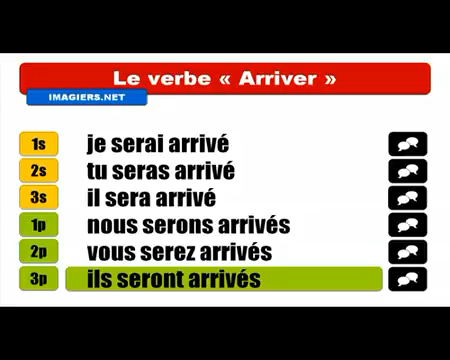 Le verbe « Arriver »
IMAGIERS.NET
1s je serai arrivé
2s tu seras arrivé
3s il sera arrivé
1p nous serons arrivés
2p vous serez arrivés
3p ils seront arrivés